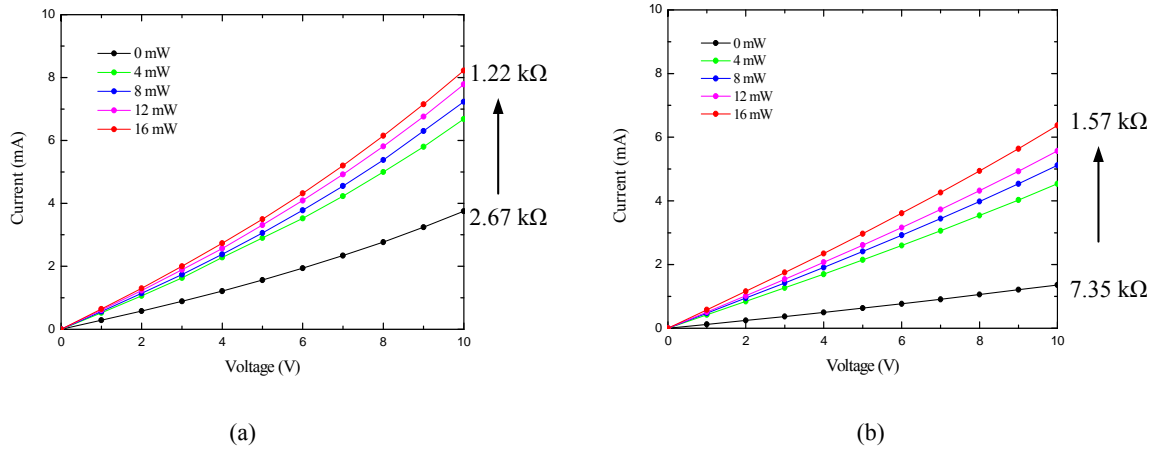 10
8
6
4
2
0
Current (mA)
0 mW
4 mW
8 mW
12 mW
16 mW
1.22 kΩ
2.67 kΩ
0 2 4 6 8 10
Voltage (V)
(a)
10
8
6
4
2
0
Current (mA)
0 mW
4 mW
8 mW
12 mW
16 mW
1.57 kΩ
7.35 kΩ
0 2 4 6 8 10
Voltage (V)
(b)